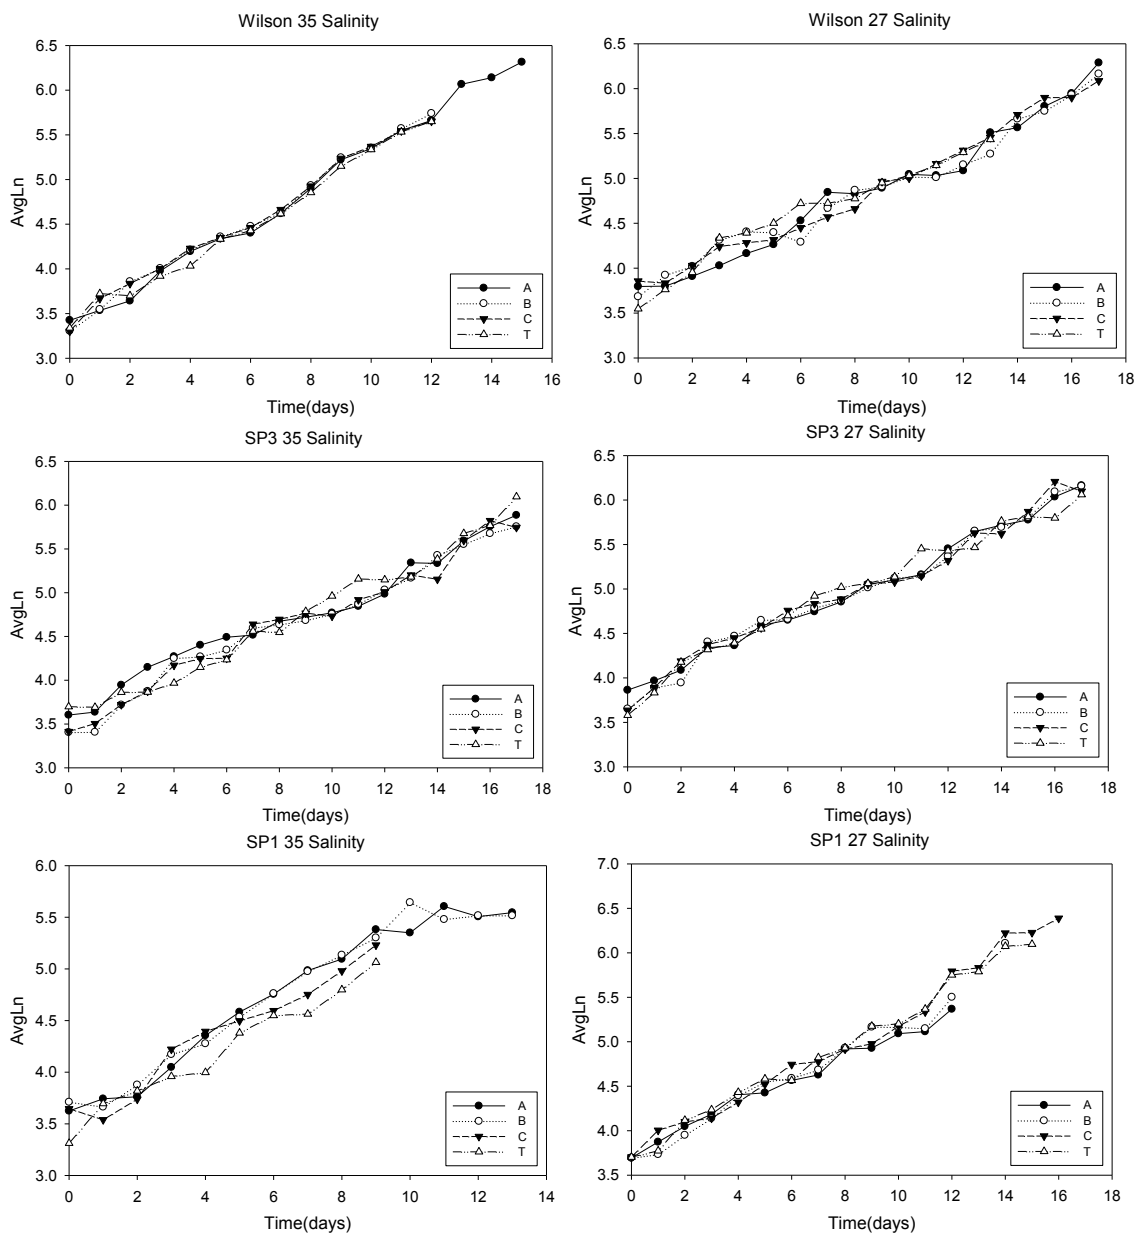 Wilson 35 Salinity
AvgLn
6.5
6.0
5.5
5.0
4.5
4.0
3.5
3.0
A
B
C
T
0 2 4 6 8 10 12 14 16
Time(days)
Wilson 27 Salinity
AvgLn
6.5
6.0
5.5
5.0
4.5
4.0
3.5
3.0
A
B
C
T
0 2 4 6 8 10 12 14 16 18
Time(days)
SP3 35 Salinity
AvgLn
6.5
6.0
5.5
5.0
4.5
4.0
3.5
3.0
A
B
C
T
0 2 4 6 8 10 12 14 16 18
Time(days)
SP3 27 Salinity
AvgLn
6.5
6.0
5.5
5.0
4.5
4.0
3.5
3.0
A
B
C
T
0 2 4 6 8 10 12 14 16 18
Time(days)
SP1 35 Salinity
AvgLn
6.0
5.5
5.0
4.5
4.0
3.5
3.0
A
B
C
T
0 2 4 6 8 10 12 14
Time(days)
SP1 27 Salinity
AvgLn
7.0
6.5
6.0
5.5
5.0
4.5
4.0
3.5
A
B
C
T
0 2 4 6 8 10 12 14 16 18
Time(days)